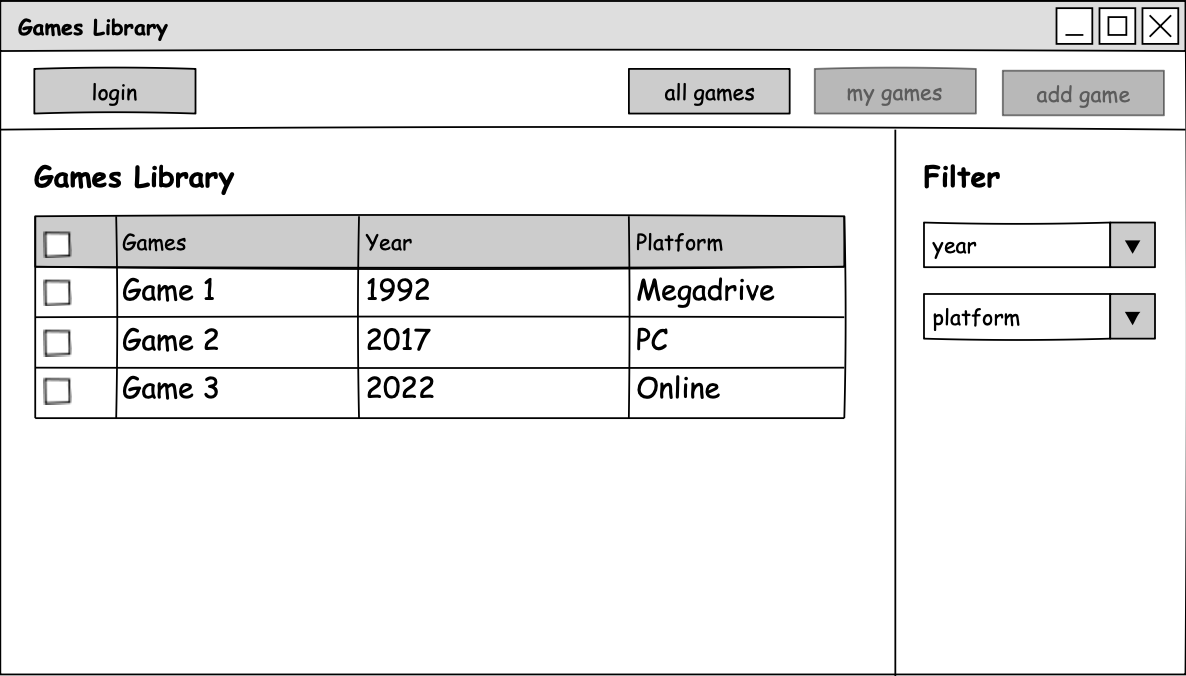 Games Library
login all games my games add game
Games Library
Games Year Platform
Game 1 1992 Megadrive
Game 2 2017 PC
Game 3 2022 Online
Filter
year
platform